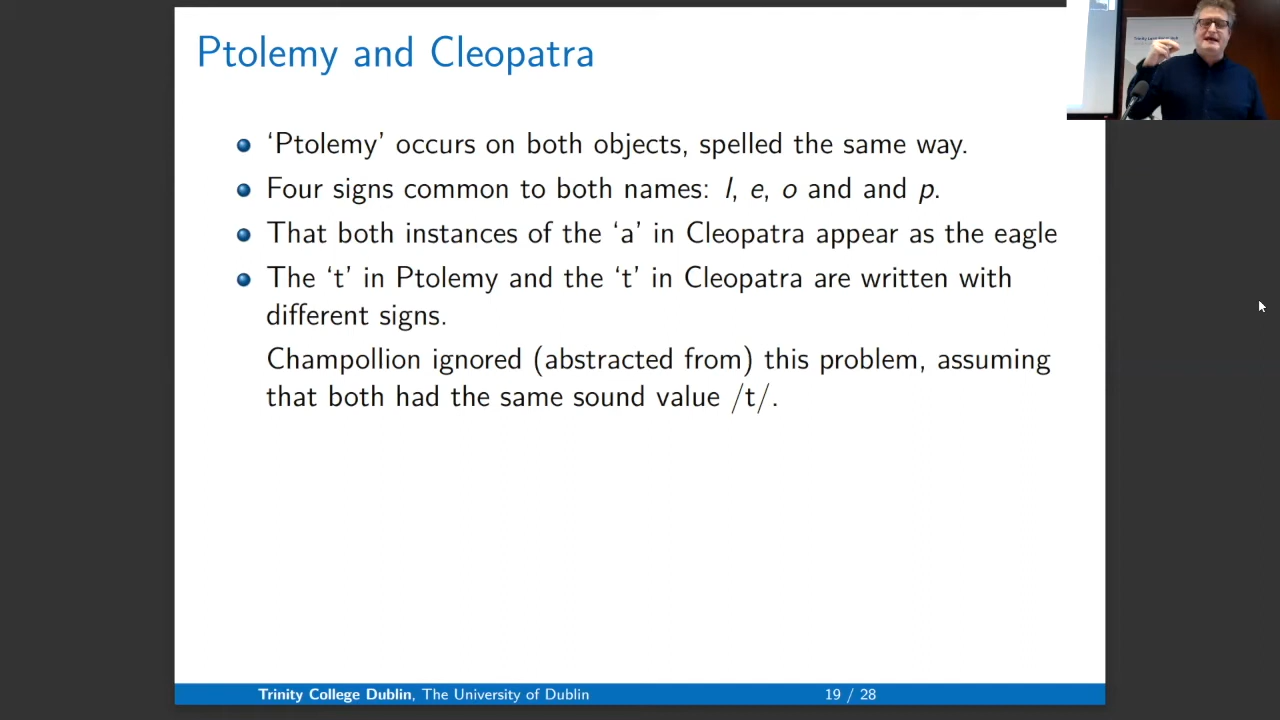 Ptolemy and Cleopatra
‘Ptolemy’ occurs on both objects, spelled the same way.
Four signs common to both names: l, e, o and and p.
That both instances of the ‘a’ in Cleopatra appear as the eagle
The ‘t’ in Ptolemy and the ‘t’ in Cleopatra are written with
different signs.
Champollion ignored (abstracted from) this problem, assuming
that both had the same sound value /t/.
Trinity College Dublin, The University of Dublin
19 / 28